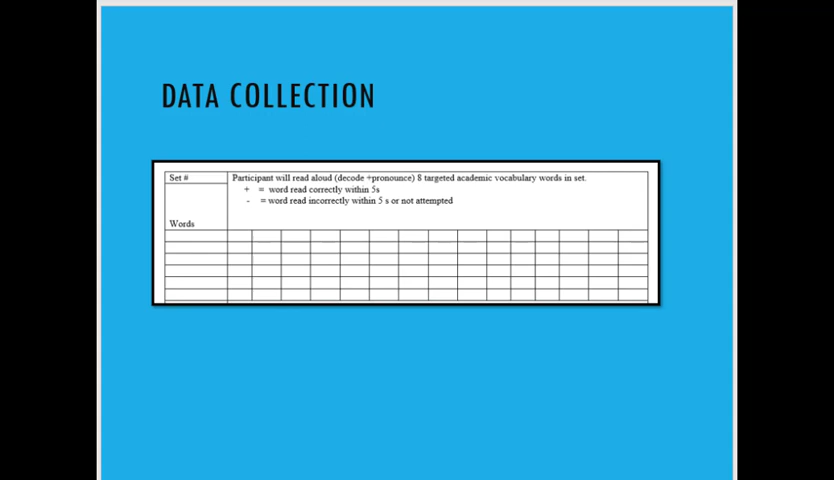 DATA COLLECTION
Set #
Participant will read aloud (decode +pronounce) 8 targeted academic vocabulary words in set.
+ = word read correctly within 5s
- = word read incorrectly within 5 s or not attempted
Words